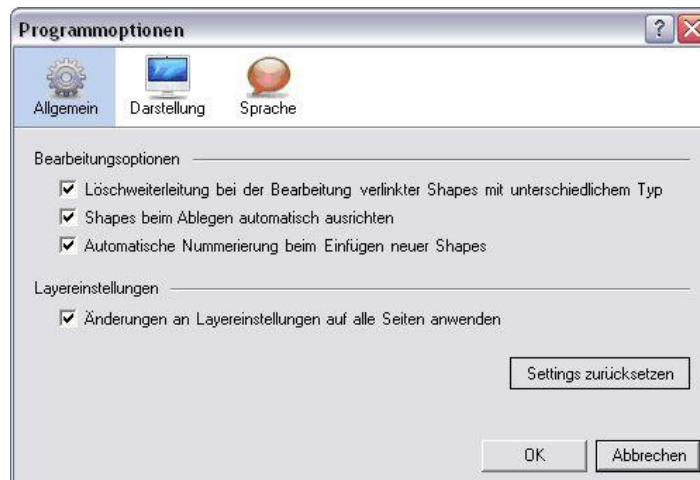 Programmoptionen
?
Allgemein
Darstellung
Sprache
Bearbeitungsoptionen
Löschweiterleitung bei der Bearbeitung verlinkter Shapes mit unterschiedlichem Typ
Shapes beim Ablegen automatisch ausrichten
Automatische Nummerierung beim Einfügen neuer Shapes
Layereinstellungen
Änderungen an Layereinstellungen auf alle Seiten anwenden
Settings zurücksetzen
OK
Abbrechen